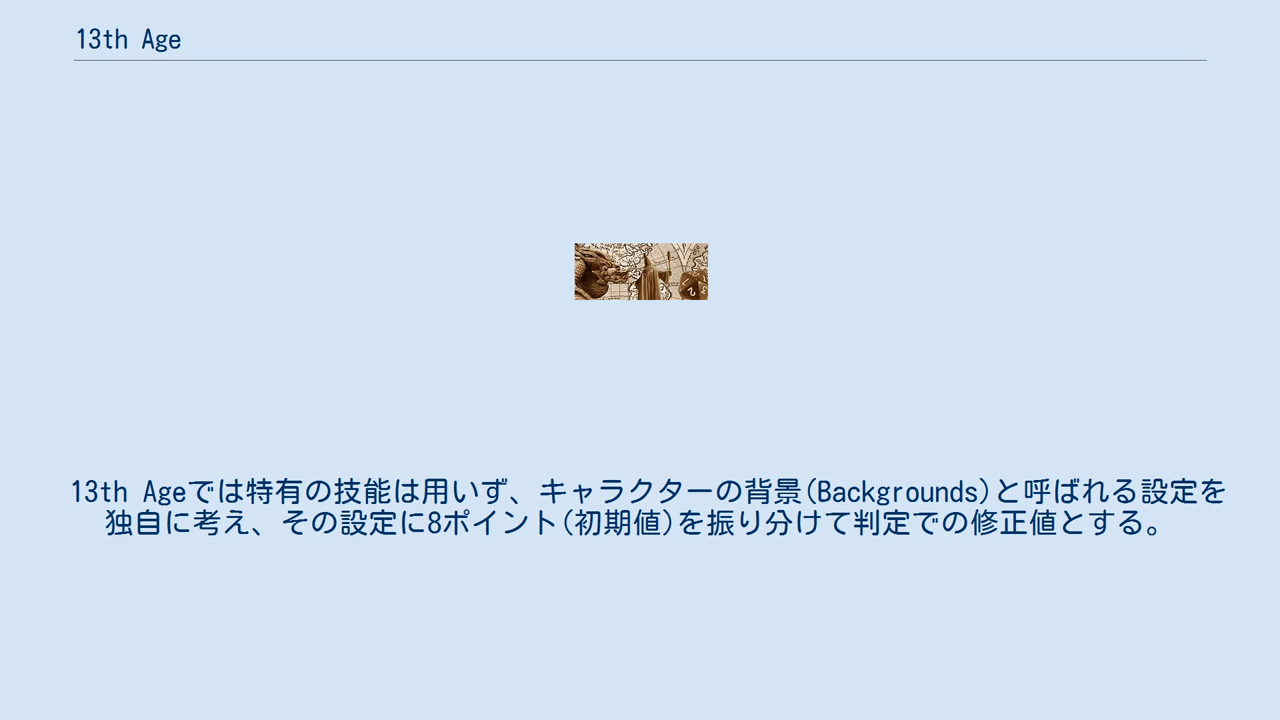 13th Age
13th Ageでは特有の技能は用いず、キャラクターの背景(Backgrounds)と呼ばれる設定を
独自に考え、その設定に8ポイント(初期値)を振り分けて判定での修正値とする。